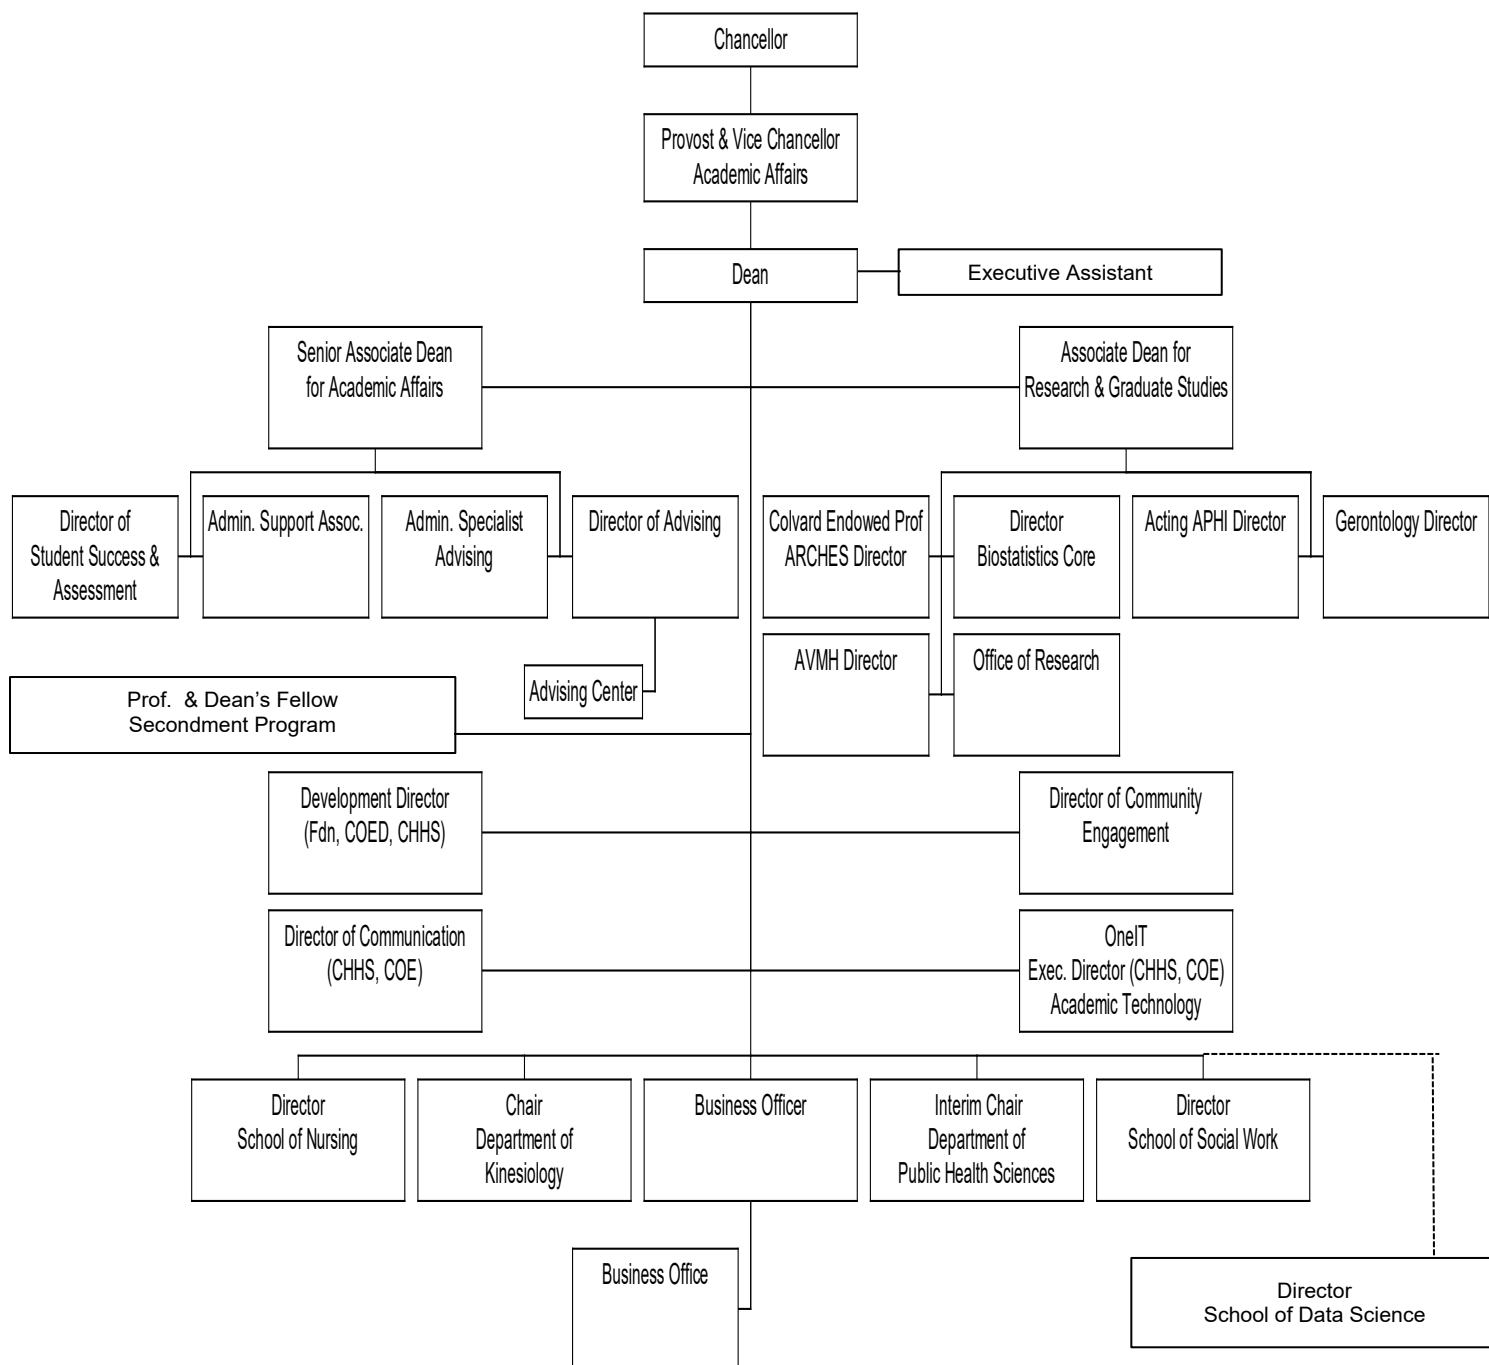 Chancellor
Provost & Vice Chancellor
Academic Affairs
Dean
Executive Assistant
Senior Associate Dean
for Academic Affairs
Associate Dean for
Research & Graduate Studies
Director of
Student Success &
Assessment
Admin. Support Assoc.
Admin. Specialist
Advising
Director of Advising
Colvard Endowed Prof
ARCHES Director
Director
Biostatistics Core
Acting APHI Director
Gerontology Director
Advising Center
AVMH Director
Office of Research
Prof. & Dean’s Fellow
Secondment Program
Development Director
(Fdn, COED, CHHS)
Director of Community
Engagement
Director of Communication
(CHHS, COE)
OneIT
Exec. Director (CHHS, COE)
Academic Technology
Director
School of Nursing
Chair
Department of
Kinesiology
Business Officer
Interim Chair
Department of
Public Health Sciences
Director
School of Social Work
Business Office
Director
School of Data Science